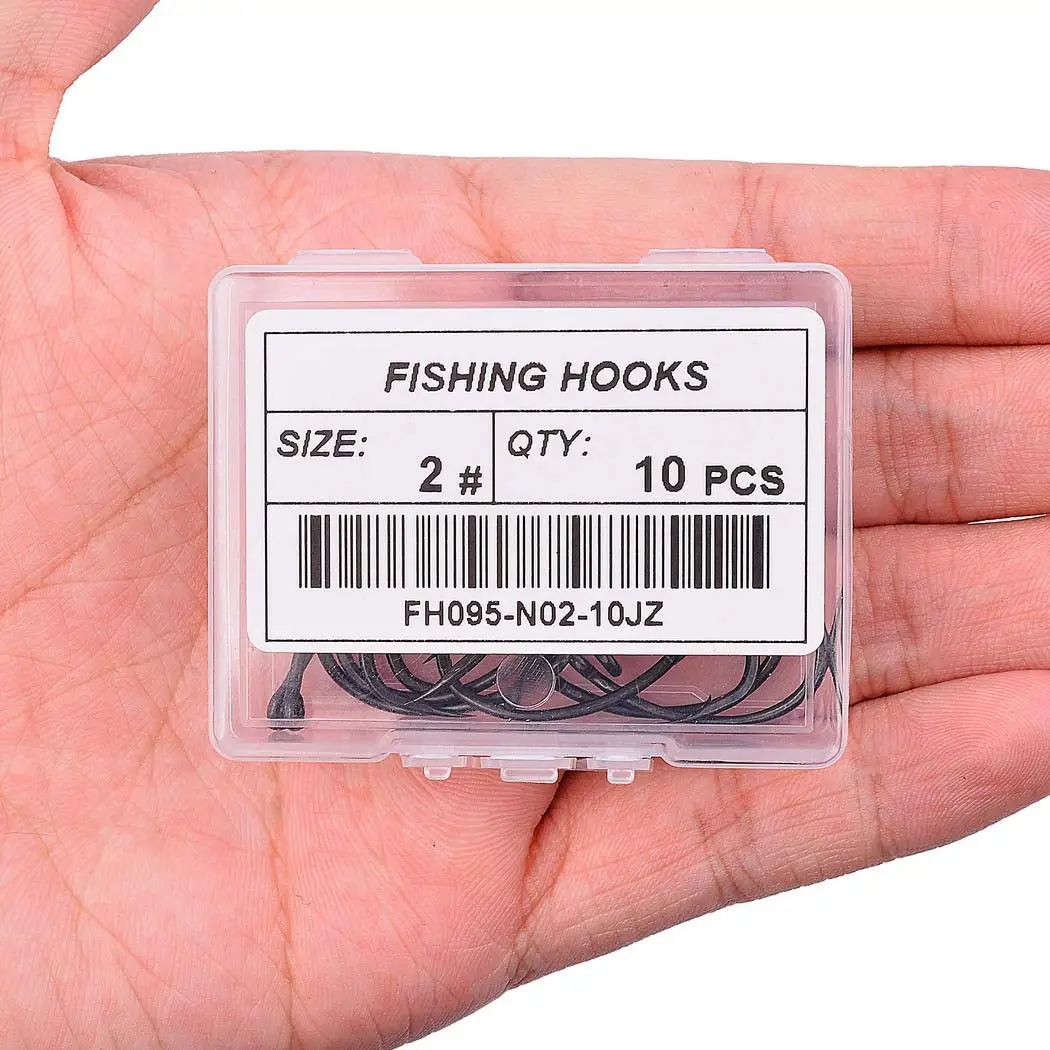 FISHING HOOKS
SIZE:
2 #
QTY:
10 PCS
FH095-N02-10JZ